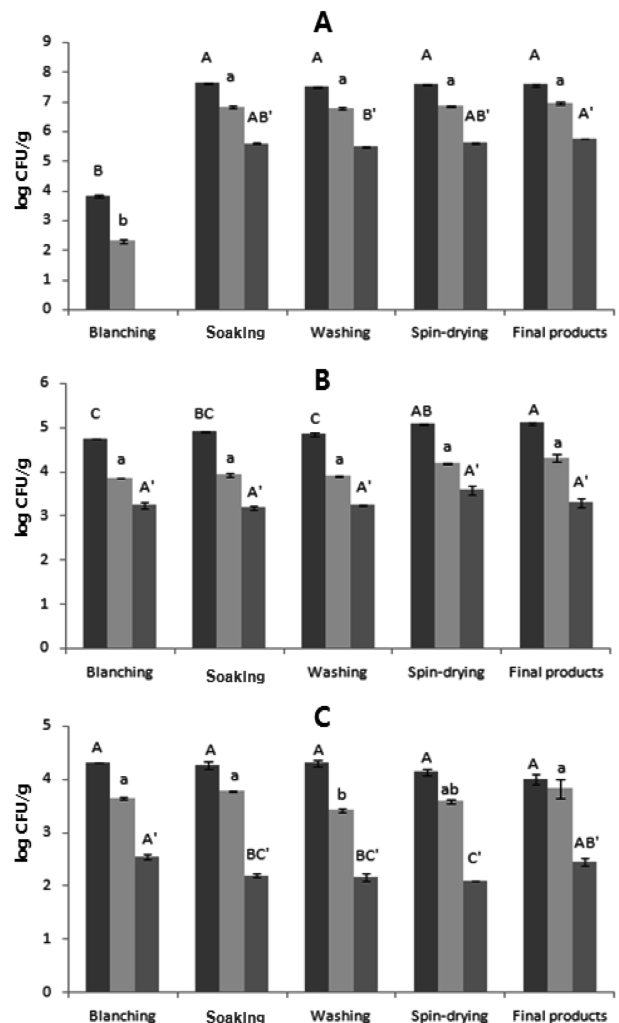 A
9
8
7
6
5
4
3
2
1
0
log CFU/g
B
b
A
a
AB'
A
a
B'
A
a
AB'
A
a
A'
Blanching Soaking Washing Spin-drying Final products
B
6
5
4
3
2
1
0
log CFU/g
C
a
A'
BC
a
A'
C
a
A'
AB
a
A'
A
a
A'
Blanching Soaking Washing Spin-drying Final products
C
5
4
3
2
1
0
log CFU/g
A
a
A'
A
a
BC'
A
b
BC'
A
ab
C'
A
a
AB'
Blanching Soaking Washing Spin-drying Final products